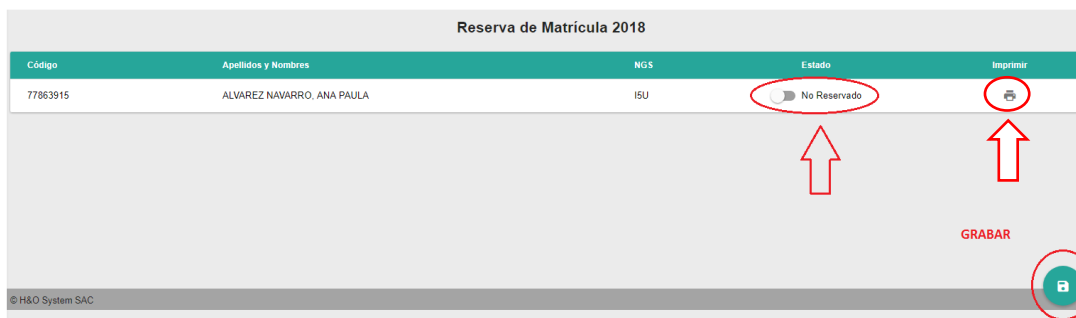 Reserva de Matrícula 2018
Código Apellidos y Nombres NGS Estado Imprimir
77863915 ALVAREZ NAVARRO, ANA PAULA I5U No Reservado
GRABAR
© H&O System SAC